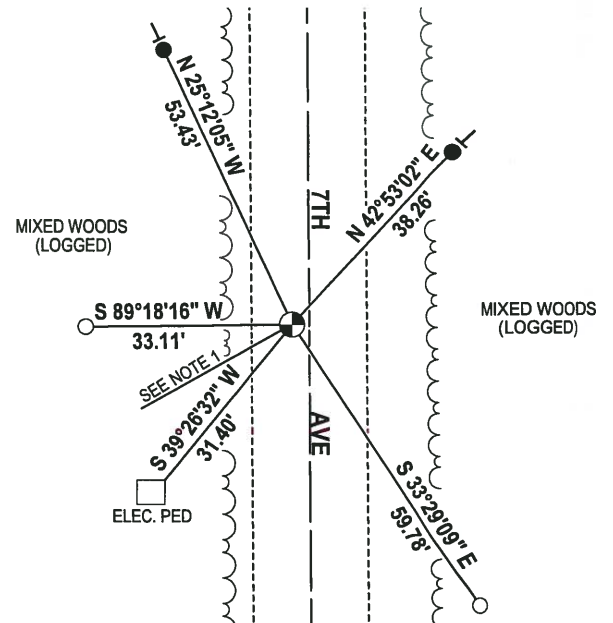 N 25°12'05" W
53.43'
7TH
N 42°53'02" E
38.26'
MIXED WOODS
(LOGGED)
S 89°18'16" W
33.11'
MIXED WOODS
(LOGGED)
SEE NOTE 1
S 39°26'32" W
31.40'
AVE
ELEC. PED
S 33°29'09" E
59.78'